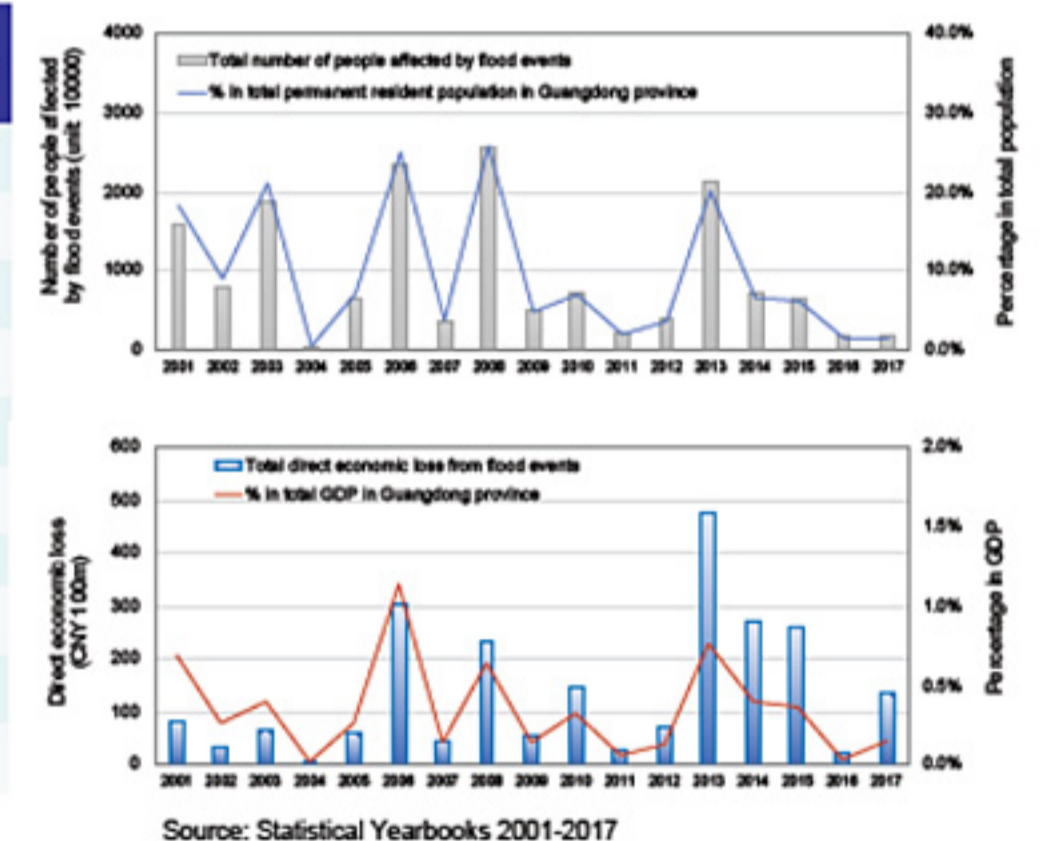 4000
40.0%
Total number of people affected by flood events
% in total permanent resident population in Guangdong province
3000
30.0%
2000
20.0%
1000
10.0%
0
0.0%
Number of people affected
by flood events (unit: 10000)
Percentage in total population
2001 2002 2003 2004 2005 2006 2007 2008 2009 2010 2011 2012 2013 2014 2015 2016 2017
600
2.0%
Total direct economic loss from flood events
% in total GDP in Guangdong province
500
1.5%
400
300
1.0%
200
0.5%
100
0
0.0%
Direct economic loss
(CNY 100m)
Percentage in GDP
2001 2002 2003 2004 2005 2006 2007 2008 2009 2010 2011 2012 2013 2014 2015 2016 2017
Source: Statistical Yearbooks 2001-2017